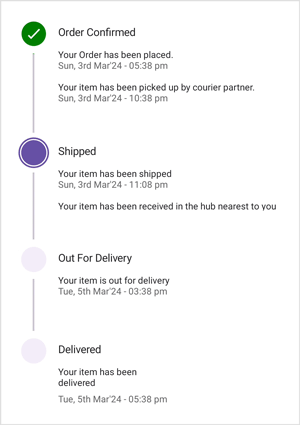 Order Confirmed
Your Order has been placed.
Sun, 3rd Mar'24 - 05:38 pm
Your item has been picked up by courier partner.
Sun, 3rd Mar'24 - 10:38 pm
Shipped
Your item has been shipped
Sun, 3rd Mar'24 - 11:08 pm
Your item has been received in the hub nearest to you
Out For Delivery
Your item is out for delivery
Tue, 5th Mar'24 - 03:38 pm
Delivered
Your item has been
delivered
Tue, 5th Mar'24 - 05:38 pm